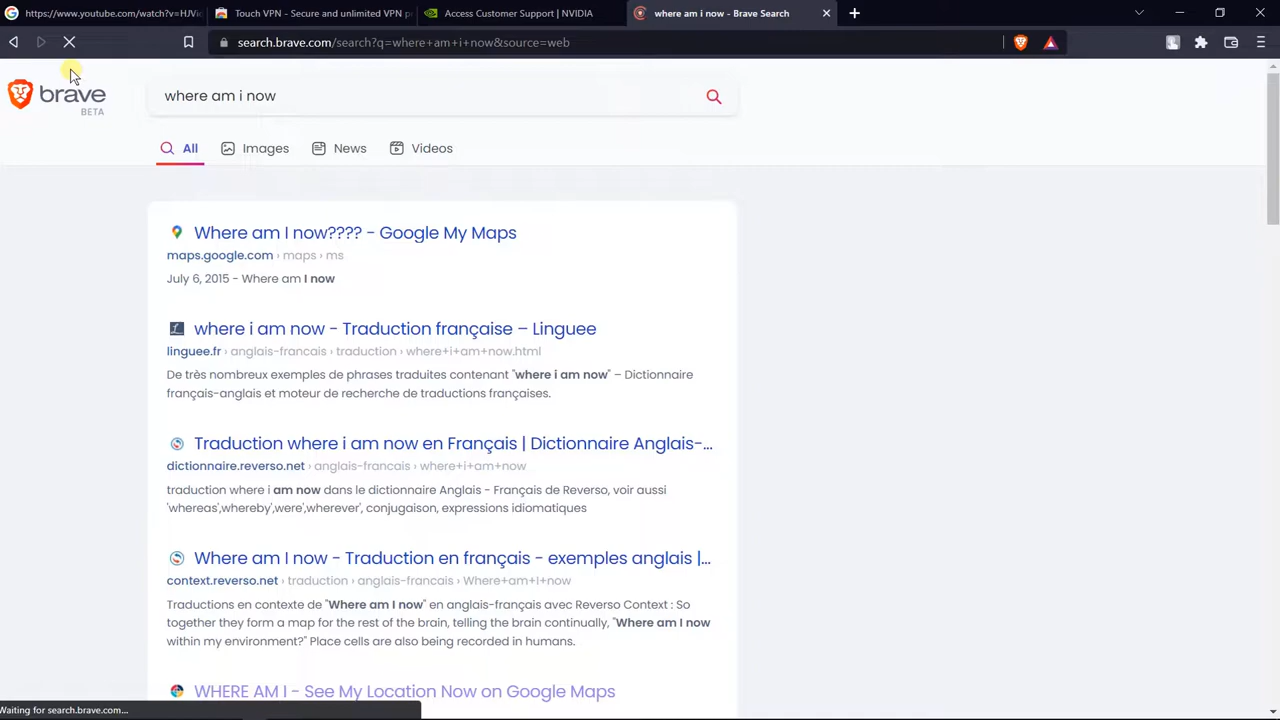 https://www.youtube.com/watch?v=HJVi
Touch VPN - Secure and unlimited VPN p
Access Customer Support | NVIDIA
where am i now - Brave Search
search.brave.com/search?q=where+am+i+now&source=web
brave
BETA
where am i now
All
Images
News
Videos
Where am I now???? - Google My Maps
maps.google.com › maps › ms
July 6, 2015 - Where am I now
where i am now - Traduction française – Linguee
linguee.fr › anglais-francais › traduction › where+i+am+now.html
De très nombreux exemples de phrases traduites contenant "where i am now" – Dictionnaire
français-anglais et moteur de recherche de traductions françaises.
Traduction where i am now en Français | Dictionnaire Anglais-...
dictionnaire.reverso.net › anglais-francais › where+i+am+now
traduction where i am now dans le dictionnaire Anglais - Français de Reverso, voir aussi
'whereas',whereby',were',wherever', conjugaison, expressions idiomatiques
Where am I now - Traduction en français - exemples anglais |...
context.reverso.net › traduction › anglais-francais › Where+am+I+now
Traductions en contexte de "Where am I now" en anglais-français avec Reverso Context : So
together they form a map for the rest of the brain, telling the brain continually, "Where am I now
within my environment?" Place cells are also being recorded in humans.
WHERE AM I - See My Location Now on Google Maps
Waiting for search.brave.com...